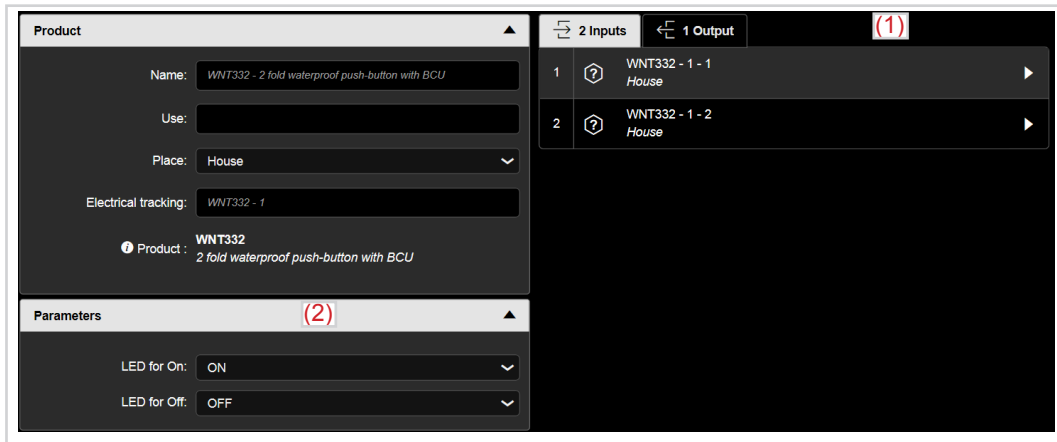 Product
Name: WNT332 - 2 fold waterproof push-button with BCU
Use:
Place: House
Electrical tracking: WNT332 - 1
Product : WNT332
2 fold waterproof push-button with BCU
Parameters (2)
LED for On: ON
LED for Off: OFF
2 Inputs 1 Output (1)
1 WNT332 - 1 - 1
House
2 WNT332 - 1 - 2
House